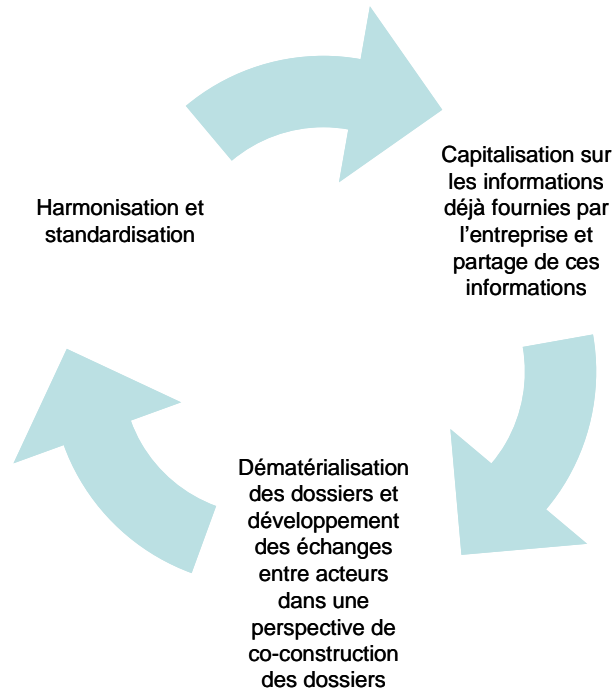 Harmonisation et
standardisation
Capitalisation sur
les informations
déjà fournies par
l'entreprise et
partage de ces
informations
Dématérialisation
des dossiers et
développement
des échanges
entre acteurs
dans une
perspective de
co-construction
des dossiers